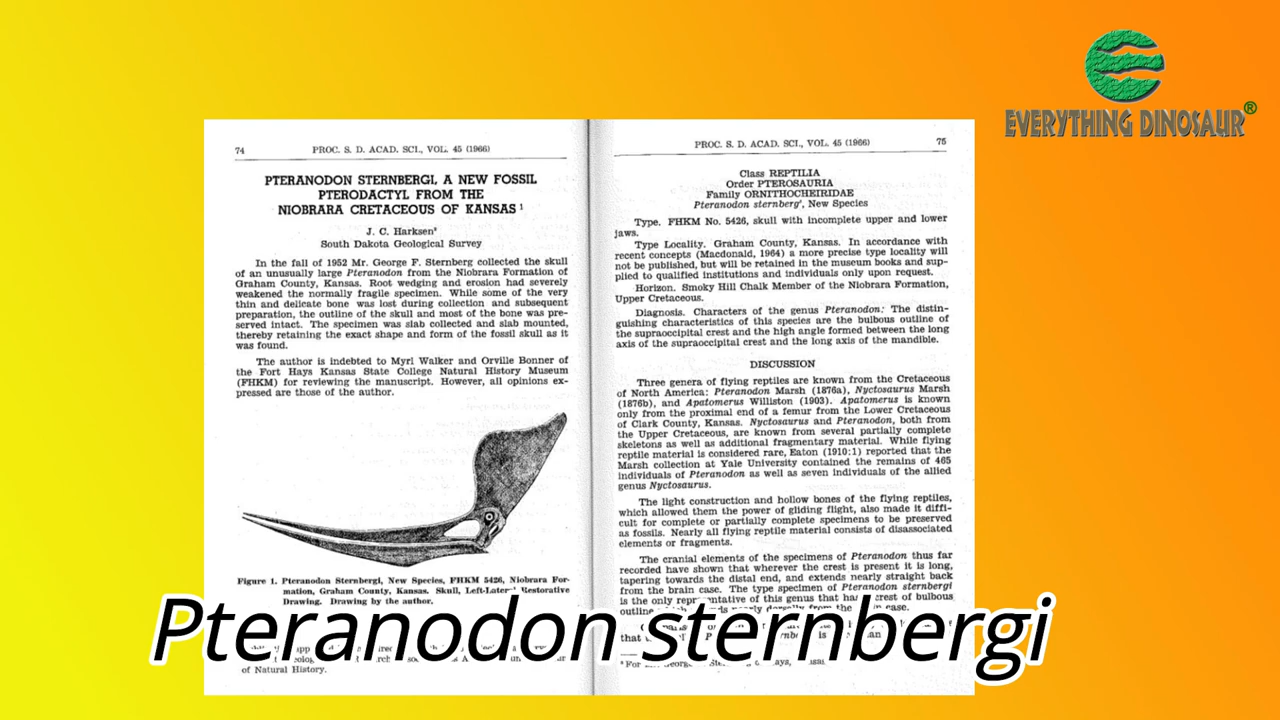 EVERYTHING DINOSAUR®
74 PROC. S. D. ACAD. SCI., VOL. 45 (1966)
PTERANODON STERNBERGI, A NEW FOSSIL
PTERODACTYL FROM THE
NIOBRARA CRETACEOUS OF KANSAS ¹
J. C. Harksen²
South Dakota Geological Survey
In the fall of 1952 Mr. George F. Sternberg collected the skull
of an unusually large Pteranodon from the Niobrara Formation of
Graham County, Kansas. Root wedging and erosion had severely
weakened the normally fragile specimen. While some of the very
thin and delicate bone was lost during collection and subsequent
preparation, the outline of the skull and most of the bone was pre-
served intact. The specimen was slab collected and slab mounted,
thereby retaining the exact shape and form of the fossil skull as it
was found.
The author is indebted to Myrl Walker and Orville Bonner of
the Fort Hays Kansas State College Natural History Museum
(FHKM) for reviewing the manuscript. However, all opinions ex-
pressed are those of the author.
Figure 1. Pteranodon Sternbergi, New Species, FHKM 5426, Niobrara For-
mation, Graham County, Kansas. Skull, Left-Lateral Restorative
Drawing. Drawing by the author.
of Natural History.
PROC. S. D. ACAD. SCI., VOL. 45 (1966) 75
Class REPTILIA
Order PTEROSAURIA
Family ORNITHOCHEIRIDAE
Pteranodon sternberg', New Species
Type. FHKM No. 5426, skull with incomplete upper and lower
jaws.
Type Locality. Graham County, Kansas. In accordance with
recent concepts (Macdonald, 1964) a more precise type locality will
not be published, but will be retained in the museum books and sup-
plied to qualified institutions and individuals only upon request.
Horizon. Smoky Hill Chalk Member of the Niobrara Formation,
Upper Cretaceous.
Diagnosis. Characters of the genus Pteranodon: The distin-
guishing characteristics of this species are the bulbous outline of
the supraoccipital crest and the high angle formed between the long
axis of the supraoccipital crest and the long axis of the mandible.
DISCUSSION
Three genera of flying reptiles are known from the Cretaceous
of North America: Pteranodon Marsh (1876a), Nyctosaurus Marsh
(1876b), and Apatomerus Williston (1903). Apatomerus is known
only from the proximal end of a femur from the Lower Cretaceous
of Clark County, Kansas. Nyctosaurus and Pteranodon, both from
the Upper Cretaceous, are known from several partially complete
skeletons as well as additional fragmentary material. While flying
reptile material is considered rare, Eaton (1910:1) reported that the
Marsh collection at Yale University contained the remains of 465
individuals of Pteranodon as well as seven individuals of the allied
genus Nyctosaurus.
The light construction and hollow bones of the flying reptiles,
which allowed them the power of gliding flight, also made it diffi-
cult for complete or partially complete specimens to be preserved
as fossils. Nearly all flying reptile material consists of disassociated
elements or fragments.
The cranial elements of the specimens of Pteranodon thus far
recorded have shown that wherever the crest is present it is long,
tapering towards the distal end, and extends nearly straight back
from the brain case. The type specimen of Pteranodon sternbergi
is the only representative of this genus that has crest of bulbous
outline nearly dorsally from the case.
that
Pteranodon sternbergi